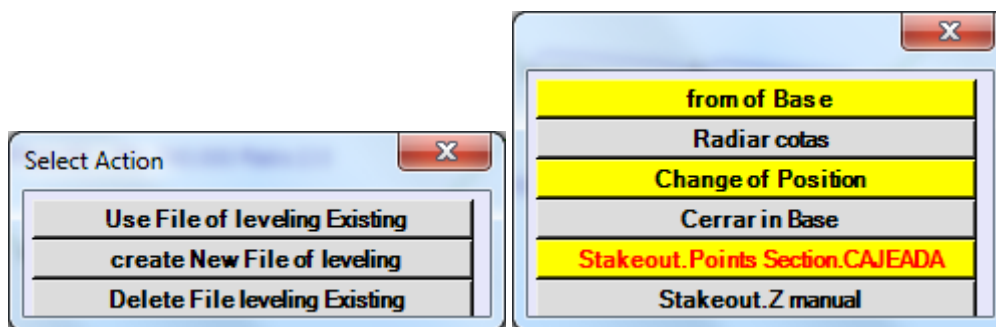 Select Action
Use File of leveling Existing
create New File of leveling
Delete File leveling Existing
from of Base
Radiar cotas
Change of Position
Cerrar in Base
Stakeout.Points Section.CAJEADA
Stakeout.Z manual